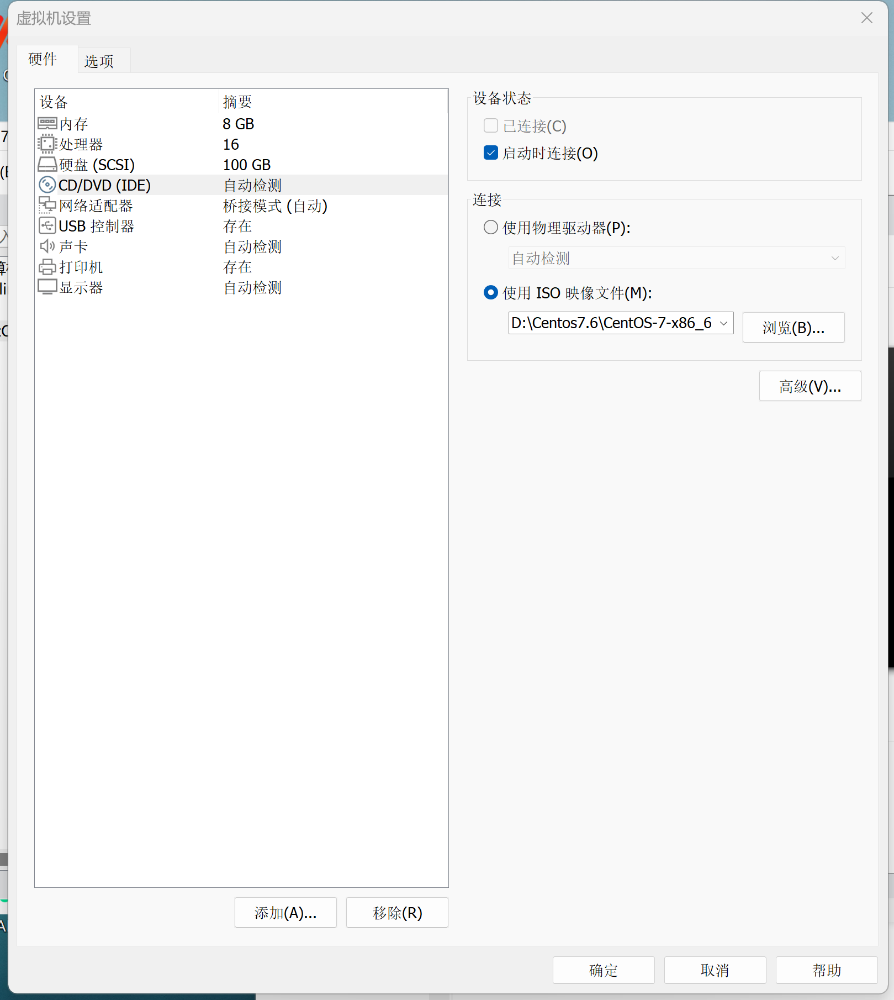 虚拟机设置
硬件
选项
设备 摘要
内存 8 GB
处理器 16
硬盘 (SCSI) 100 GB
CD/DVD (IDE) 自动检测
网络适配器 桥接模式 (自动)
USB 控制器 存在
声卡 自动检测
打印机 存在
显示器 自动检测
添加(A)...
移除(R)
设备状态
已连接(C)
启动时连接(O)
连接
使用物理驱动器(P):
自动检测
使用 ISO 映像文件(M):
D:\Centos7.6\CentOS-7-x86_6
浏览(B)...
高级(V)...
确定
取消
帮助